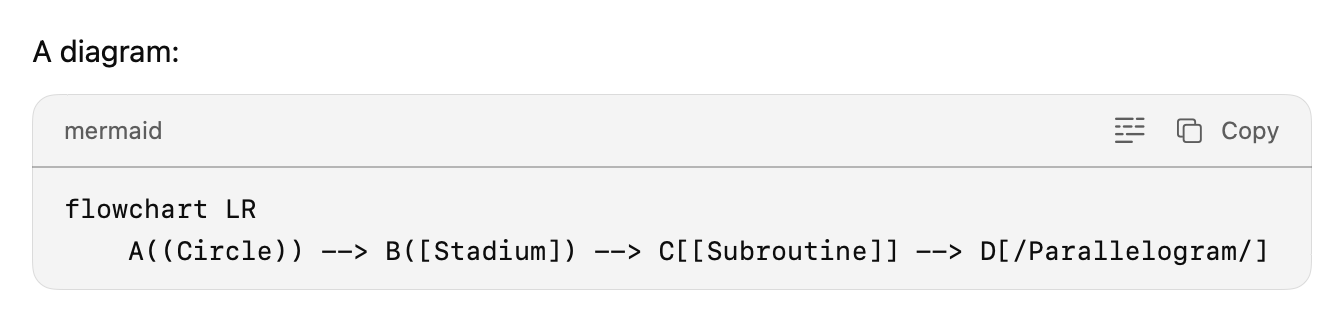 A diagram:
mermaid
Copy
flowchart LR
    A((Circle)) --> B([Stadium]) --> C[[Subroutine]] --> D[/Parallelogram/]